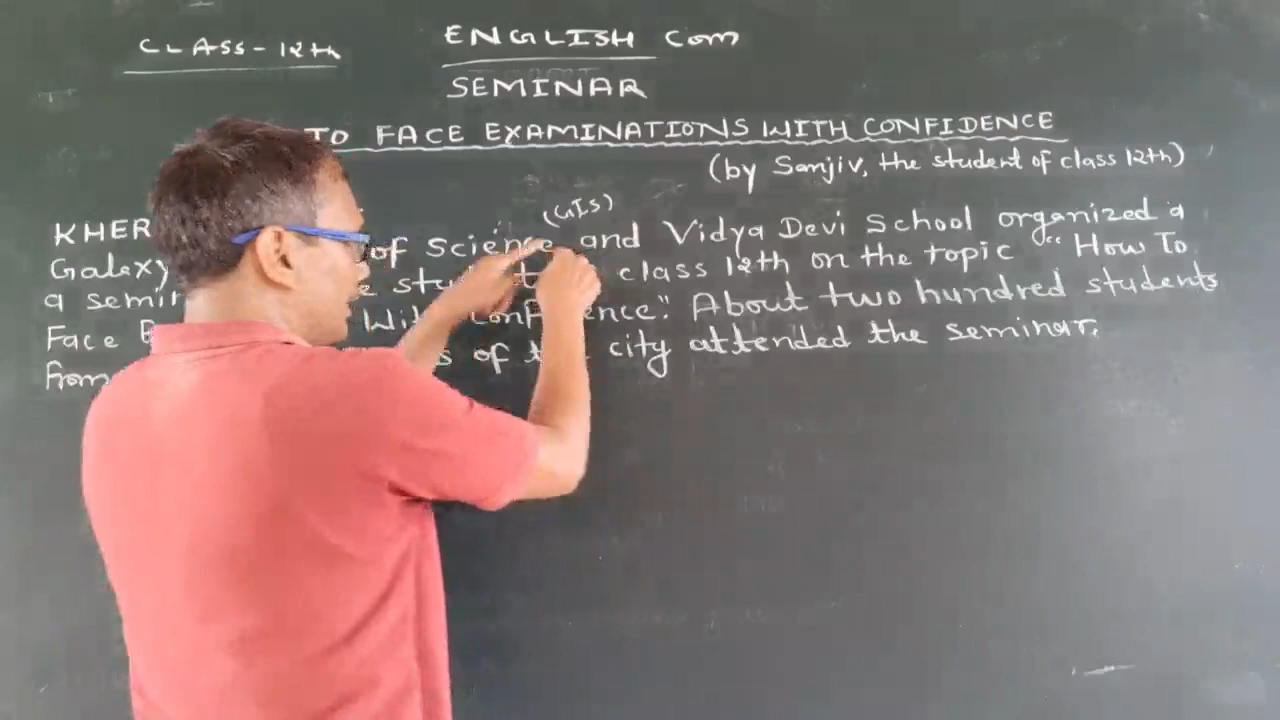 CLASS-12th
ENGLISH Com
SEMINAR
TO FACE EXAMINATIONS WITH CONFIDENCE
(by Sanjiv, the student of class 12th)
(GIS)
KHER
Galaxy of Science and Vidya Devi School organized a
a semin class 12th on the topic "How To
Face With Confidence". About two hundred students
From of city attended the seminar.